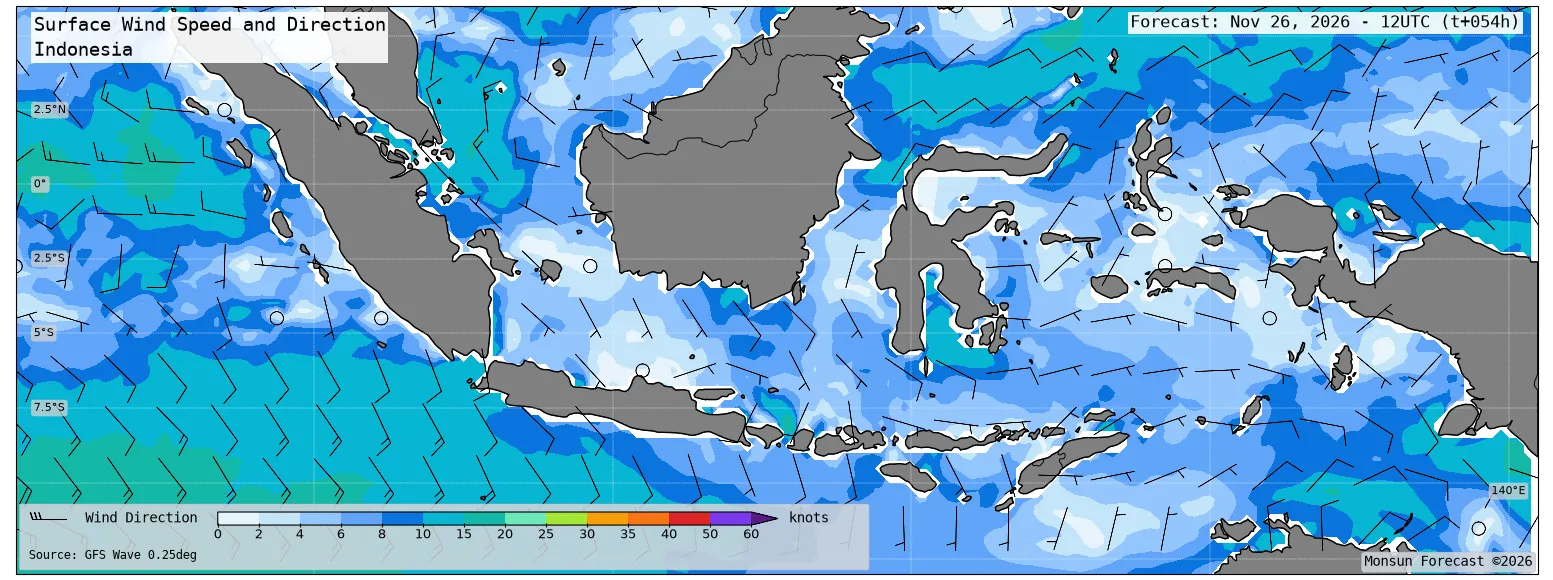 Surface Wind Speed and Direction
Indonesia
Forecast: Nov 26, 2026 - 12UTC (t+054h)
2.5°N
0°
2.5°S
5°S
7.5°S
140°E
Wind Direction
0 2 4 6 8 10 15 20 25 30 35 40 50 60
knots
Source: GFS Wave 0.25deg
Monsun Forecast ©2026